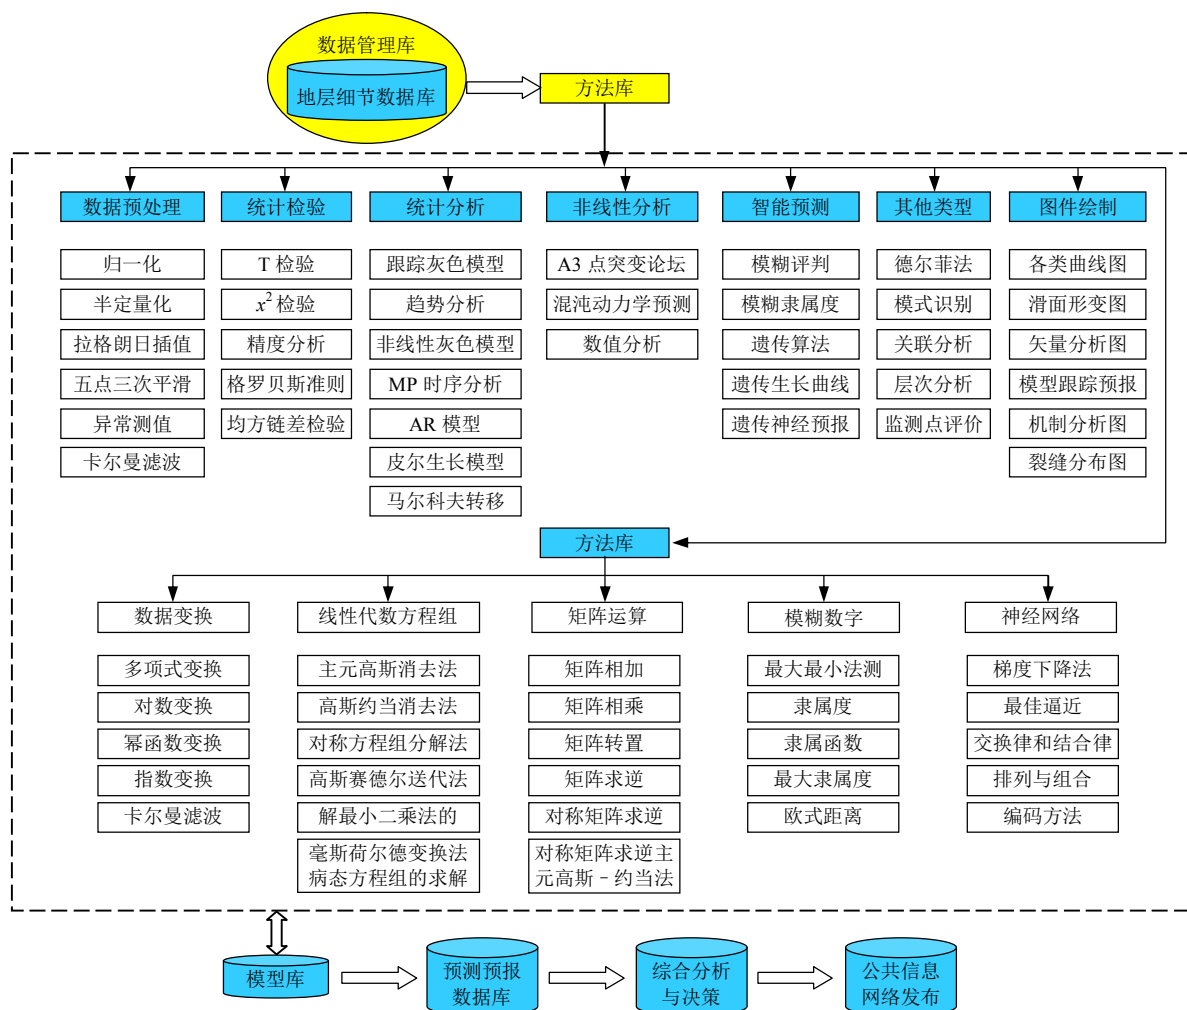 数据管理库
地层细节数据库
方法库
数据预处理
统计检验
统计分析
非线性分析
智能预测
其他类型
图件绘制
归一化
T 检验
跟踪灰色模型
A3 点突变论坛
模糊评判
德尔菲法
各类曲线图
半定量化
x² 检验
趋势分析
混沌动力学预测
模糊隶属度
模式识别
滑面形变图
拉格朗日插值
精度分析
非线性灰色模型
数值分析
遗传算法
关联分析
矢量分析图
五点三次平滑
格罗贝斯准则
MP 时序分析
遗传生长曲线
层次分析
模型跟踪预报
异常测值
均方链差检验
AR 模型
遗传神经预报
监测点评价
机制分析图
卡尔曼滤波
皮尔生长模型
裂缝分布图
马尔科夫转移
方法库
数据变换
线性代数方程组
矩阵运算
模糊数字
神经网络
多项式变换
主元高斯消去法
矩阵相加
最大最小法测
梯度下降法
对数变换
高斯约当消去法
矩阵相乘
隶属度
最佳逼近
幂函数变换
对称方程组分解法
矩阵转置
隶属函数
交换律和结合律
指数变换
高斯赛德尔送代法
矩阵求逆
最大隶属度
排列与组合
卡尔曼滤波
解最小二乘法的
对称矩阵求逆
欧式距离
编码方法
毫斯荷尔德变换法
病态方程组的求解
对称矩阵求逆主
元高斯－约当法
模型库
预测预报
数据库
综合分析
与决策
公共信息
网络发布